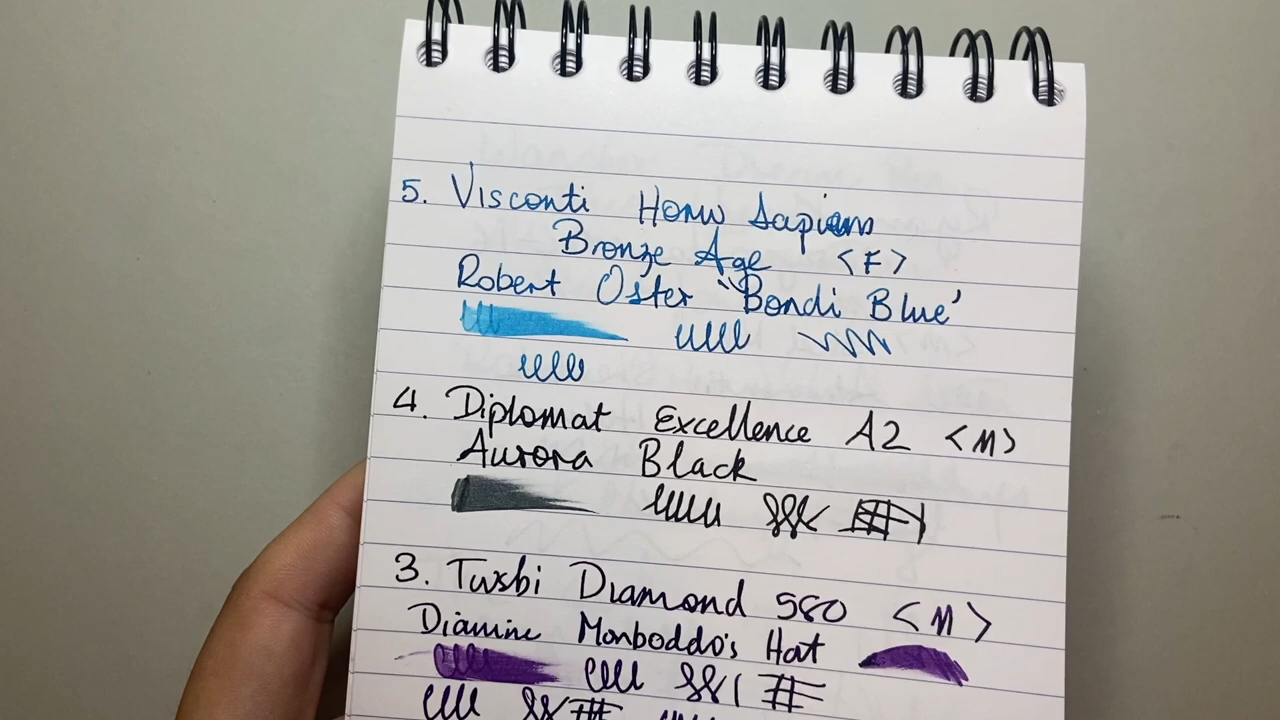 5. Visconti Homo Sapiens
Bronze Age <F>
Robert Oster "Bondi Blue'
4. Diplomat Excellence A2 <M>
Aurora Black
3. Twsbi Diamond 580 <M>
Diamine Monboddo's Hat